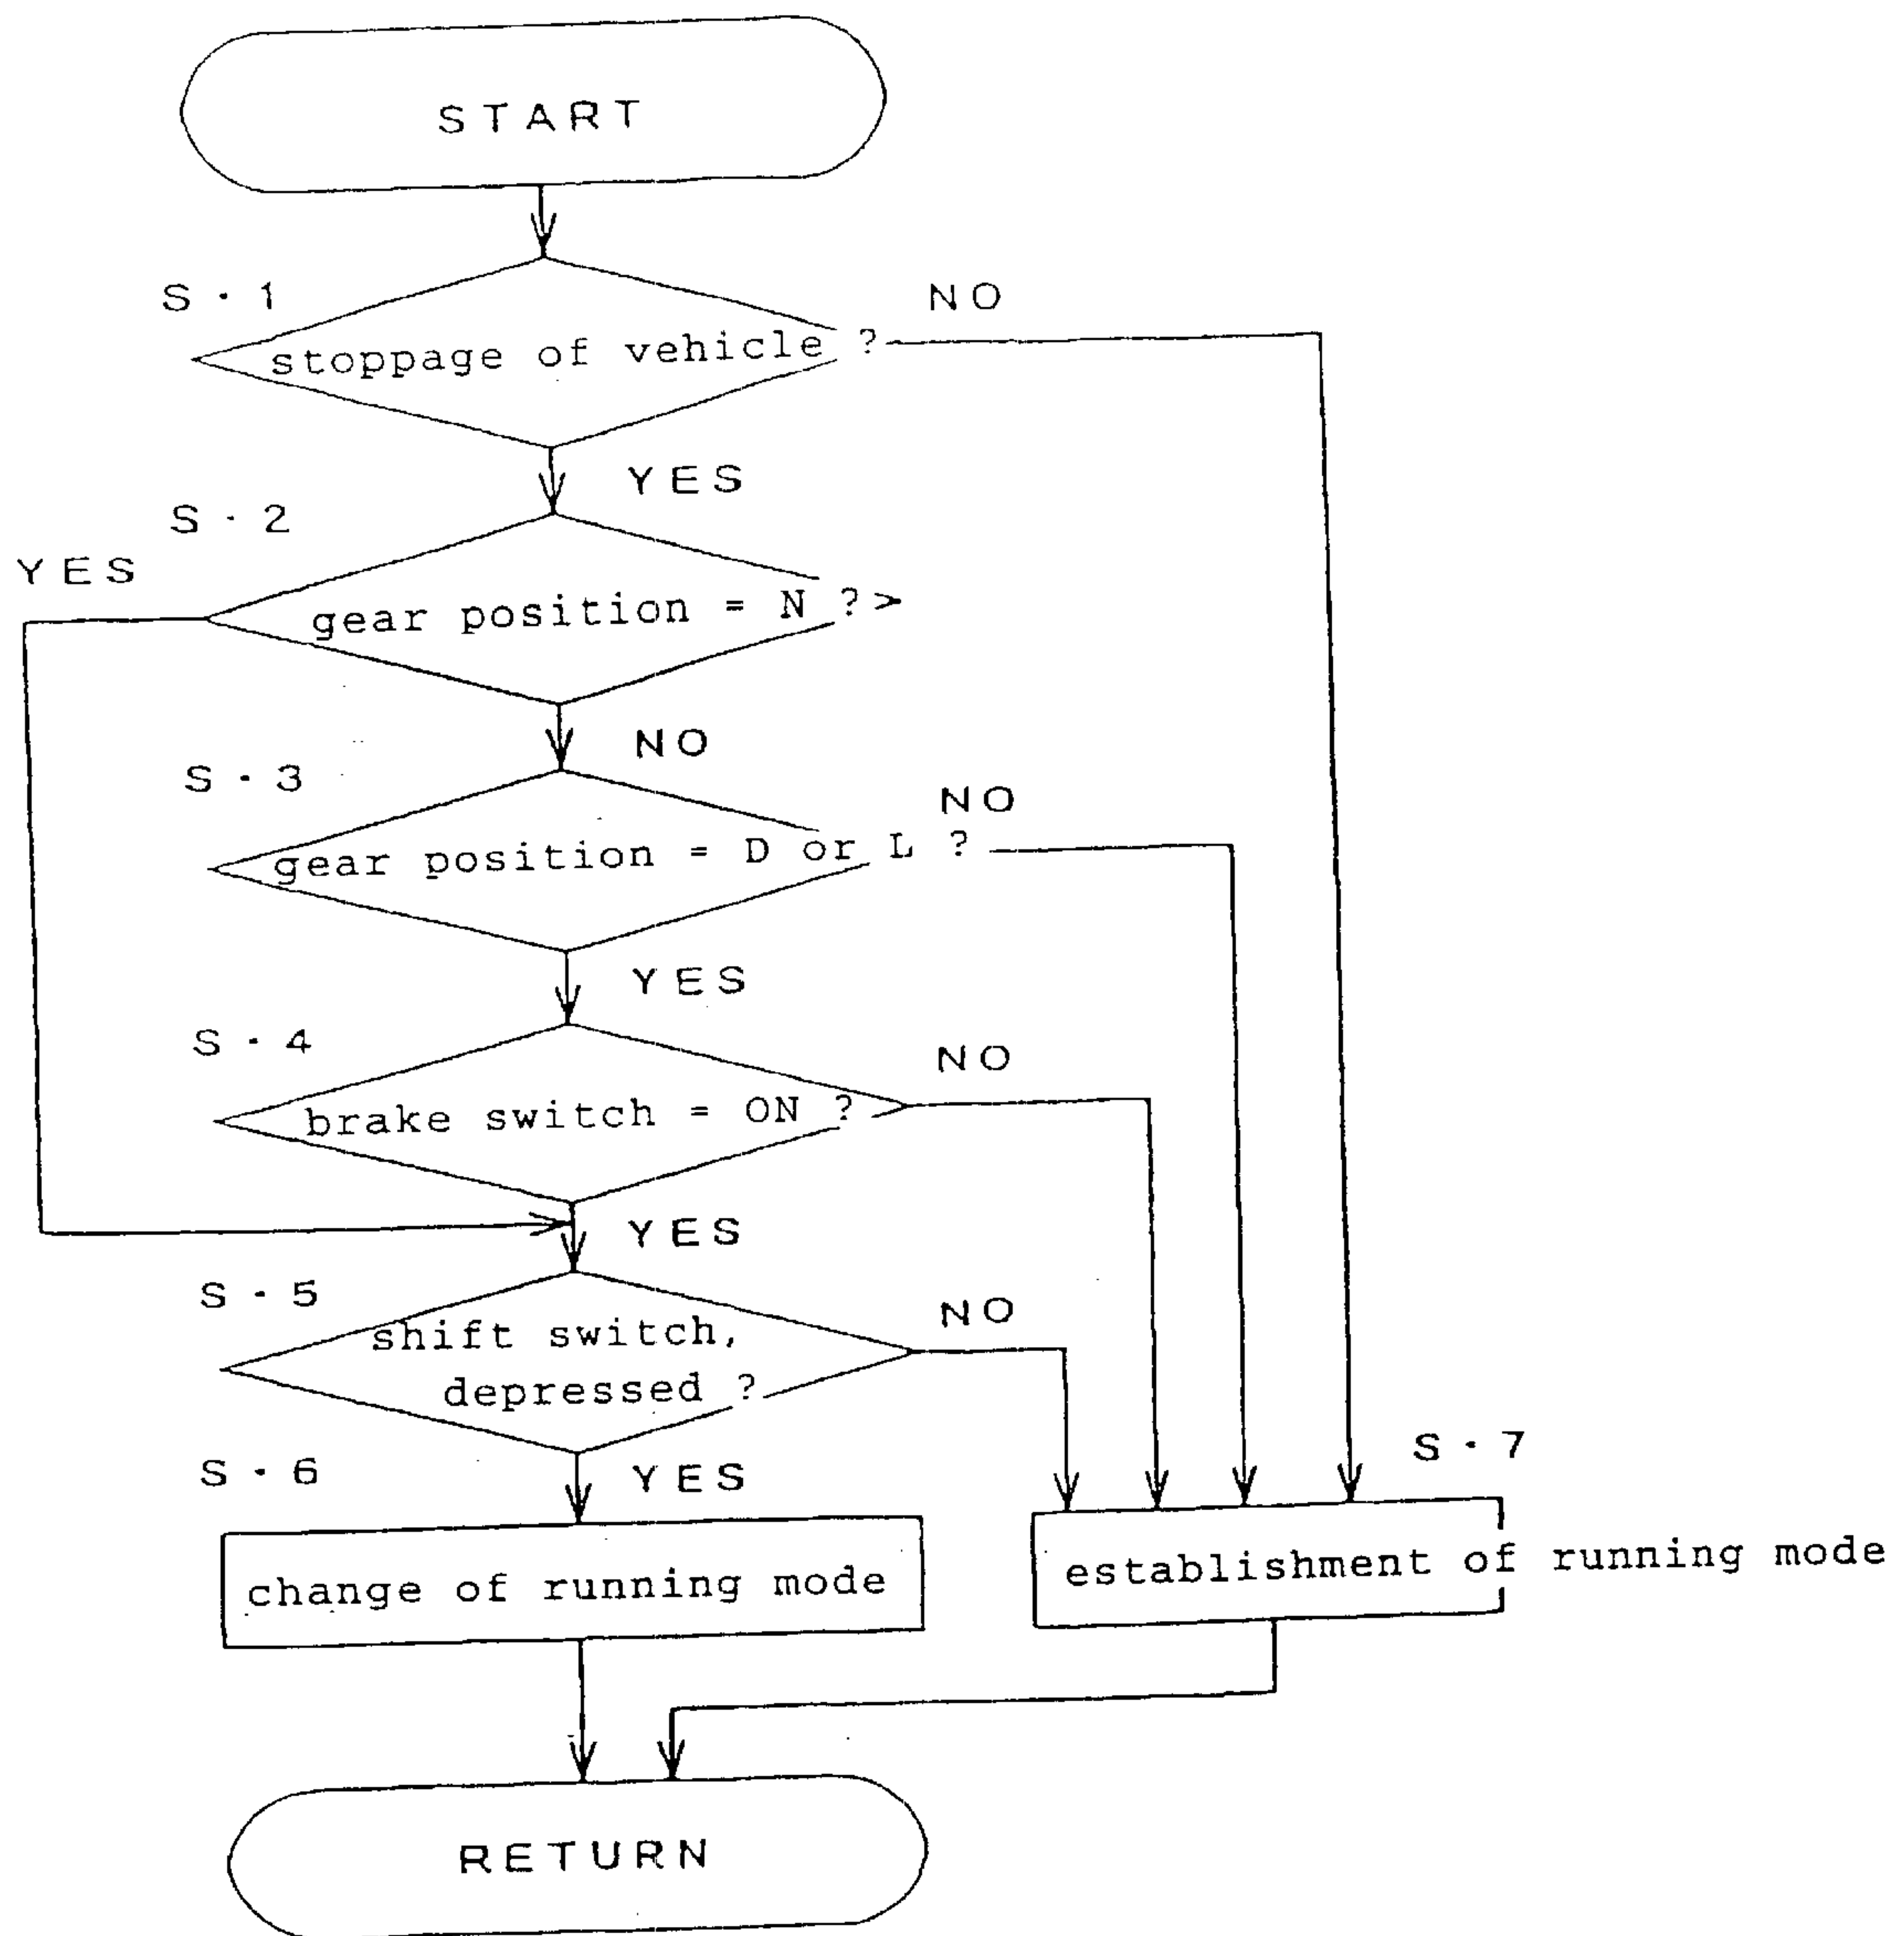 START
S·1
NO
stoppage of vehicle ?
YES
S·2
YES
gear position = N ?
NO
S·3
NO
gear position = D or L ?
YES
S·4
NO
brake switch = ON ?
YES
S·5
NO
shift switch,
depressed ?
S·7
S·6
YES
establishment of running mode
change of running mode
RETURN